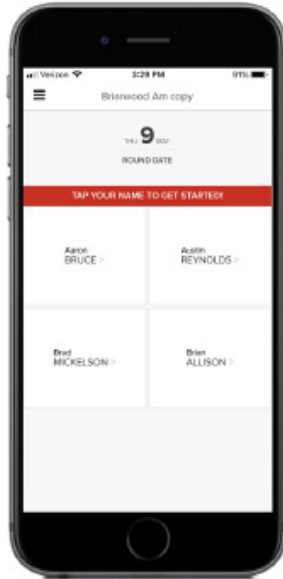 Verizon 3:29 PM 91%
Briarwood Am copy
THU 9 NOV
ROUND DATE
TAP YOUR NAME TO GET STARTED!
Aaron
BRUCE >
Austin
REYNOLDS >
Brad
MICKELSON >
Brian
ALLISON >